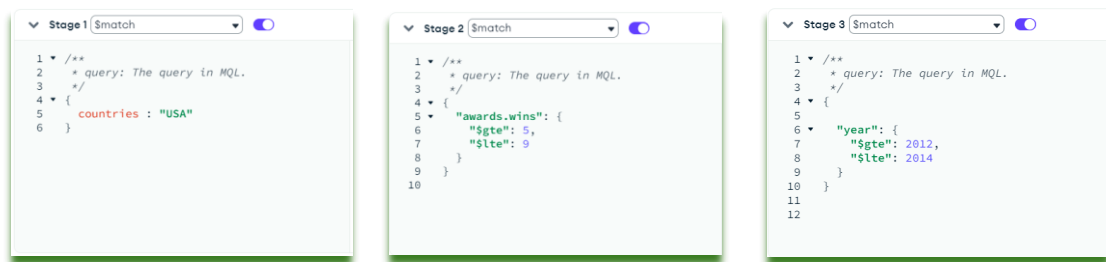 Stage 1 $match
1 /**
2 * query: The query in MQL.
3 */
4 {
5 countries : "USA"
6 }
Stage 2 $match
1 /**
2 * query: The query in MQL.
3 */
4 {
5 "awards.wins": {
6 "$gte": 5,
7 "$lte": 9
8 }
9 }
10
Stage 3 $match
1 /**
2 * query: The query in MQL.
3 */
4 {
5
6 "year": {
7 "$gte": 2012,
8 "$lte": 2014
9 }
10 }
11
12